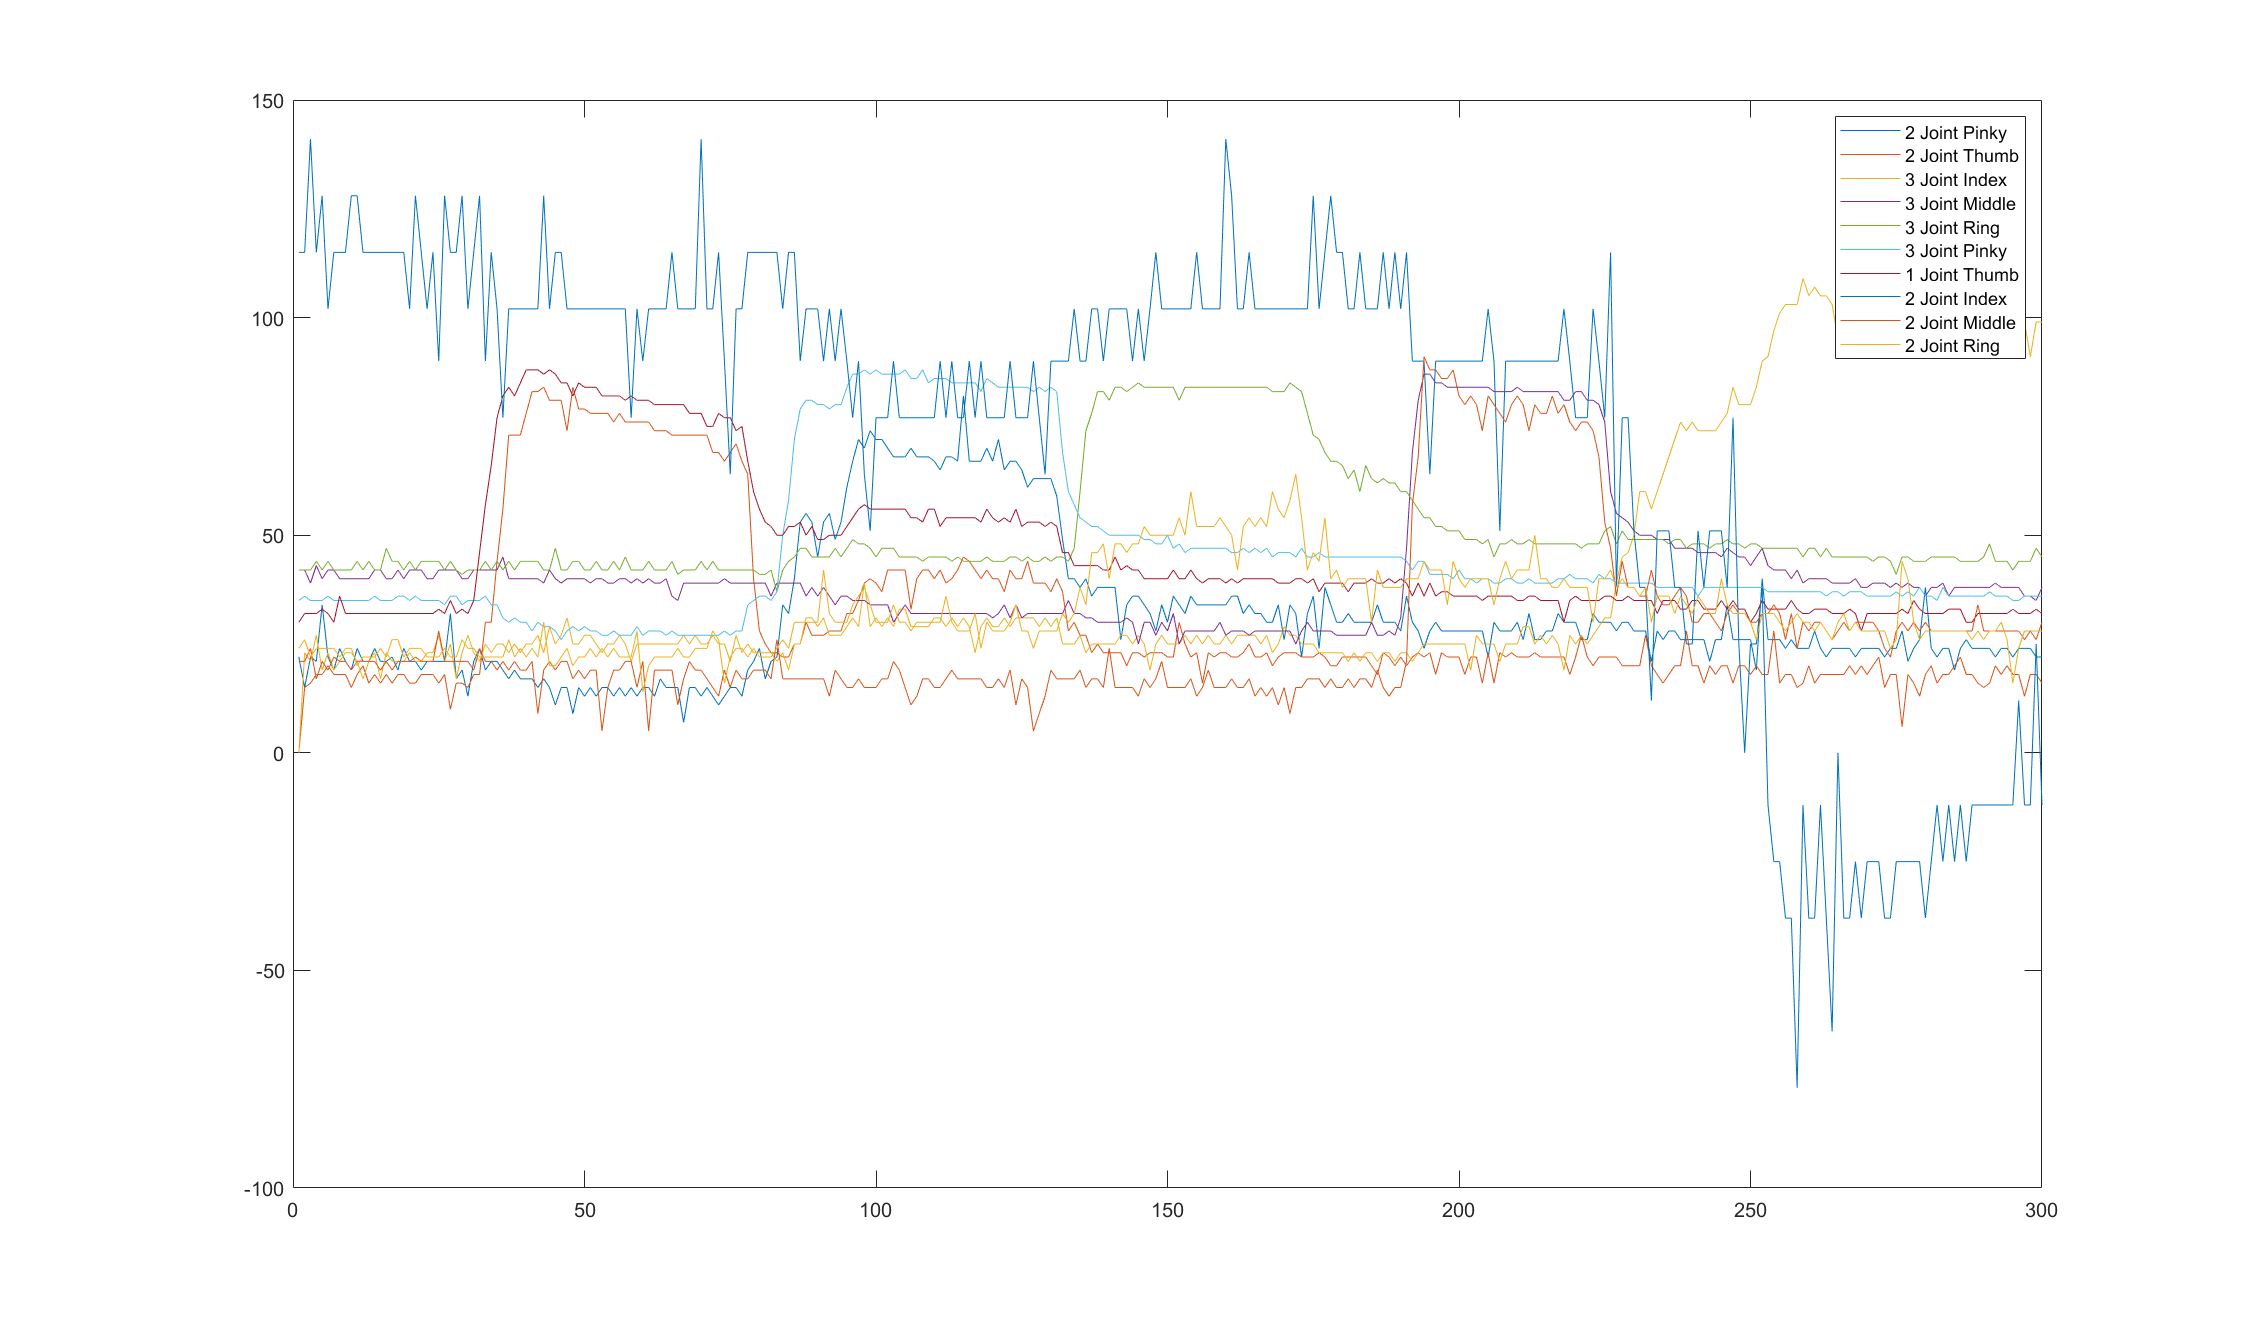 150
100
50
0
-50
-100
0 50 100 150 200 250 300
2 Joint Pinky
2 Joint Thumb
3 Joint Index
3 Joint Middle
3 Joint Ring
3 Joint Pinky
1 Joint Thumb
2 Joint Index
2 Joint Middle
2 Joint Ring